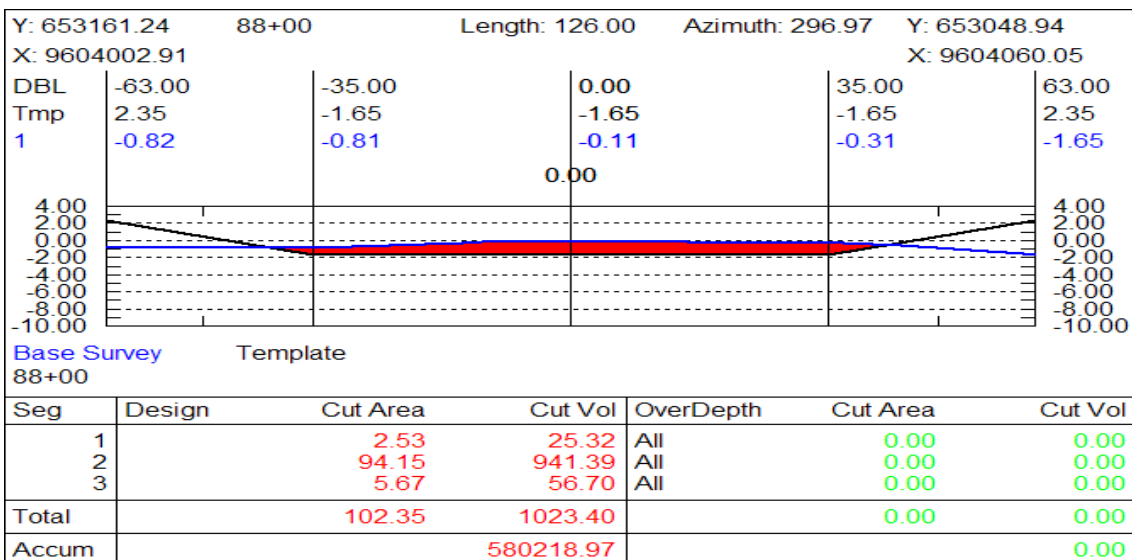 Y: 653161.24 88+00 Length: 126.00 Azimuth: 296.97 Y: 653048.94
X: 9604002.91 X: 9604060.05
DBL -63.00 -35.00 0.00 35.00 63.00
Tmp 2.35 -1.65 -1.65 -1.65 2.35
1 -0.82 -0.81 -0.11 -0.31 -1.65
0.00
4.00 4.00
2.00 2.00
0.00 0.00
-2.00 -2.00
-4.00 -4.00
-6.00 -6.00
-8.00 -8.00
-10.00 -10.00
Base Survey Template
88+00
Seg Design Cut Area Cut Vol OverDepth Cut Area Cut Vol
1 2.53 25.32 All 0.00 0.00
2 94.15 941.39 All 0.00 0.00
3 5.67 56.70 All 0.00 0.00
Total 102.35 1023.40 0.00 0.00
Accum 580218.97 0.00